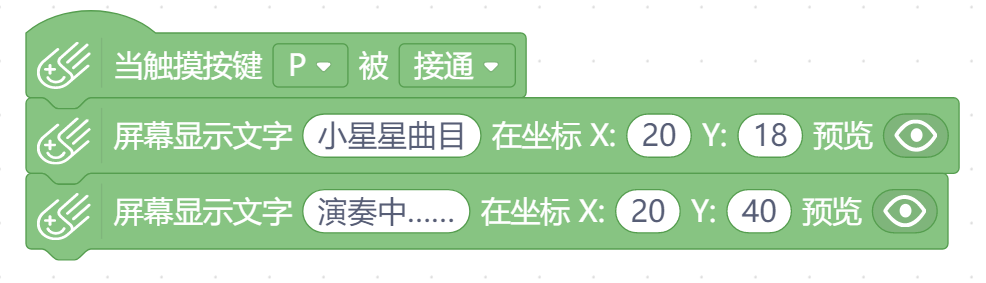 当触摸按键 P 被 接通
屏幕显示文字 小星星曲目 在坐标 X: 20 Y: 18 预览
屏幕显示文字 演奏中...... 在坐标 X: 20 Y: 40 预览